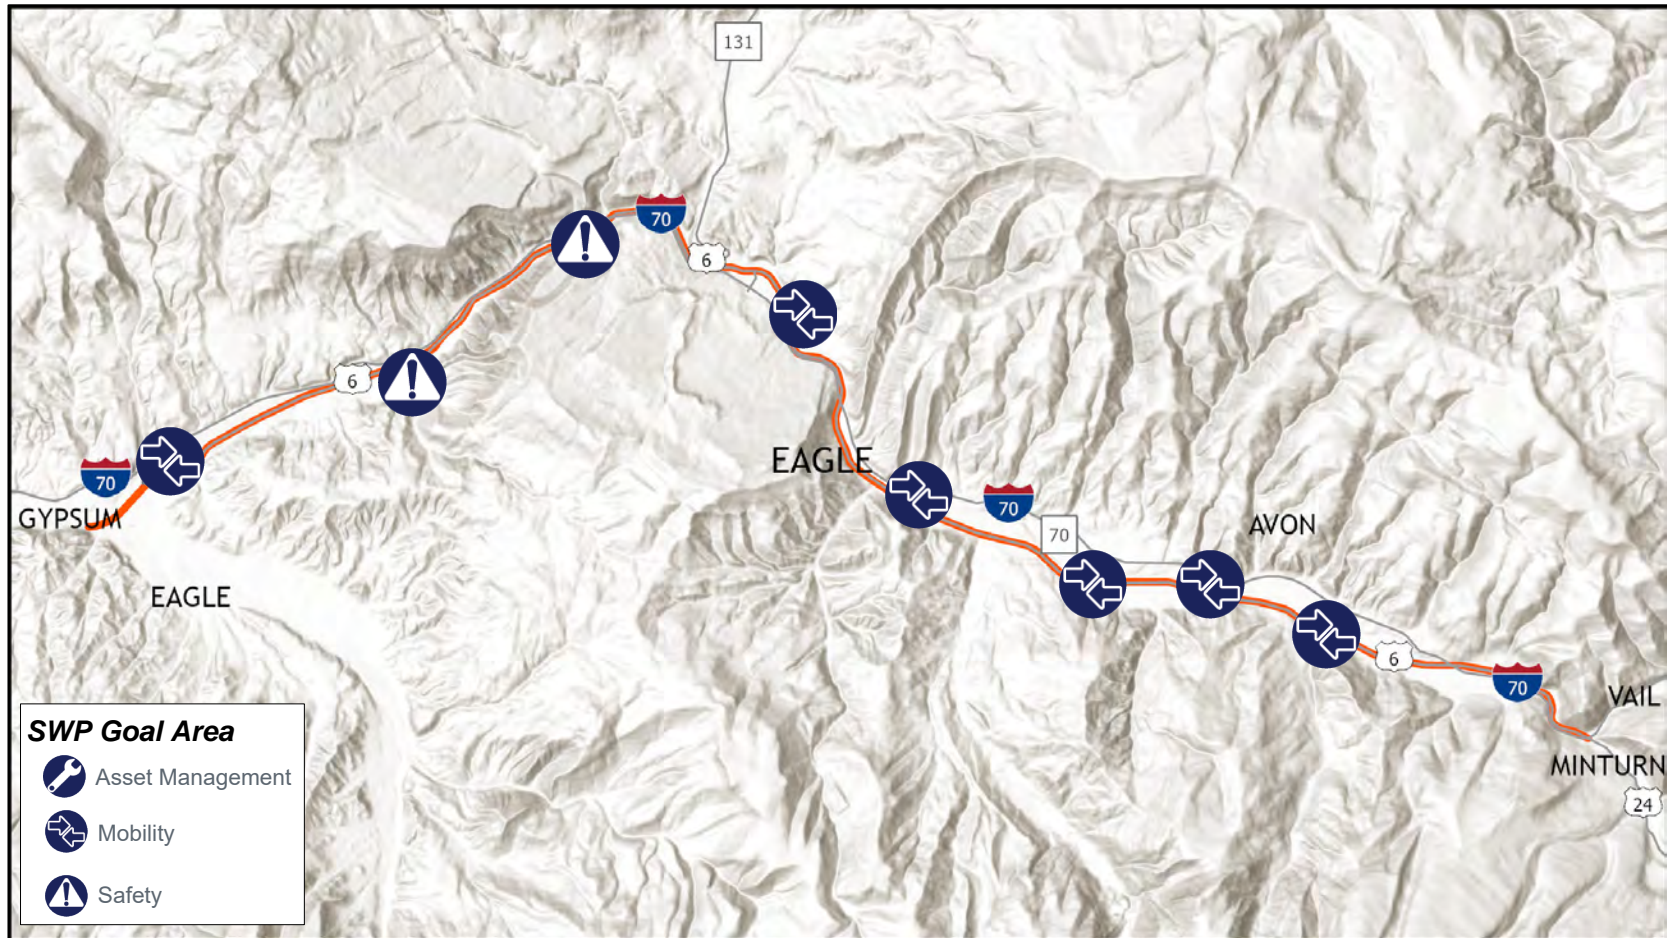 131
70
6
6
70
EAGLE
70
GYPSUM
70
70
AVON
EAGLE
6
70
VAIL
MINTURN
24
SWP Goal Area
Asset Management
Mobility
Safety